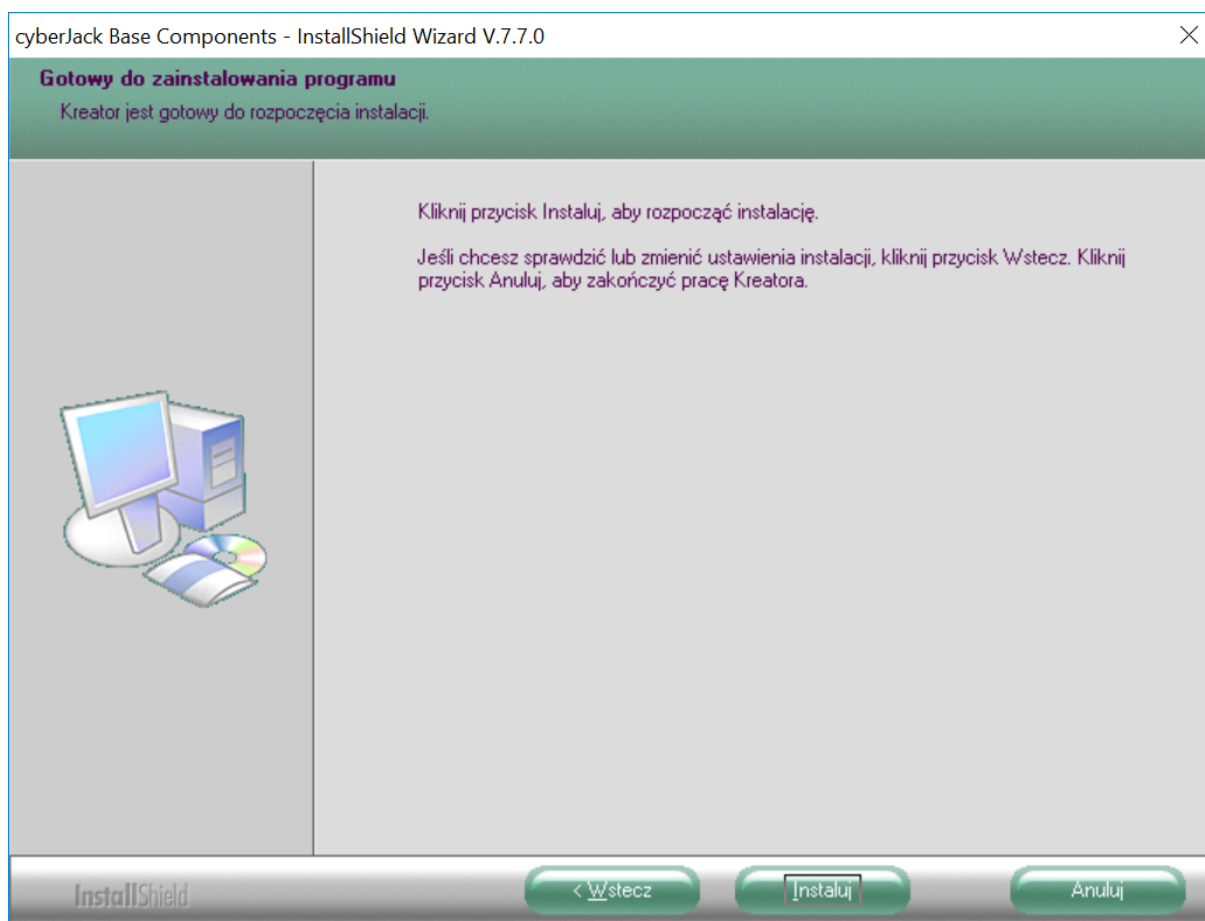 cyberJack Base Components - InstallShield Wizard V.7.7.0
Gotowy do zainstalowania programu
Kreator jest gotowy do rozpoczęcia instalacji.
Kliknij przycisk Instaluj, aby rozpocząć instalację.
Jeśli chcesz sprawdzić lub zmienić ustawienia instalacji, kliknij przycisk Wstecz. Kliknij
przycisk Anuluj, aby zakończyć pracę Kreatora.
InstallShield
< Wstecz
Instaluj
Anuluj